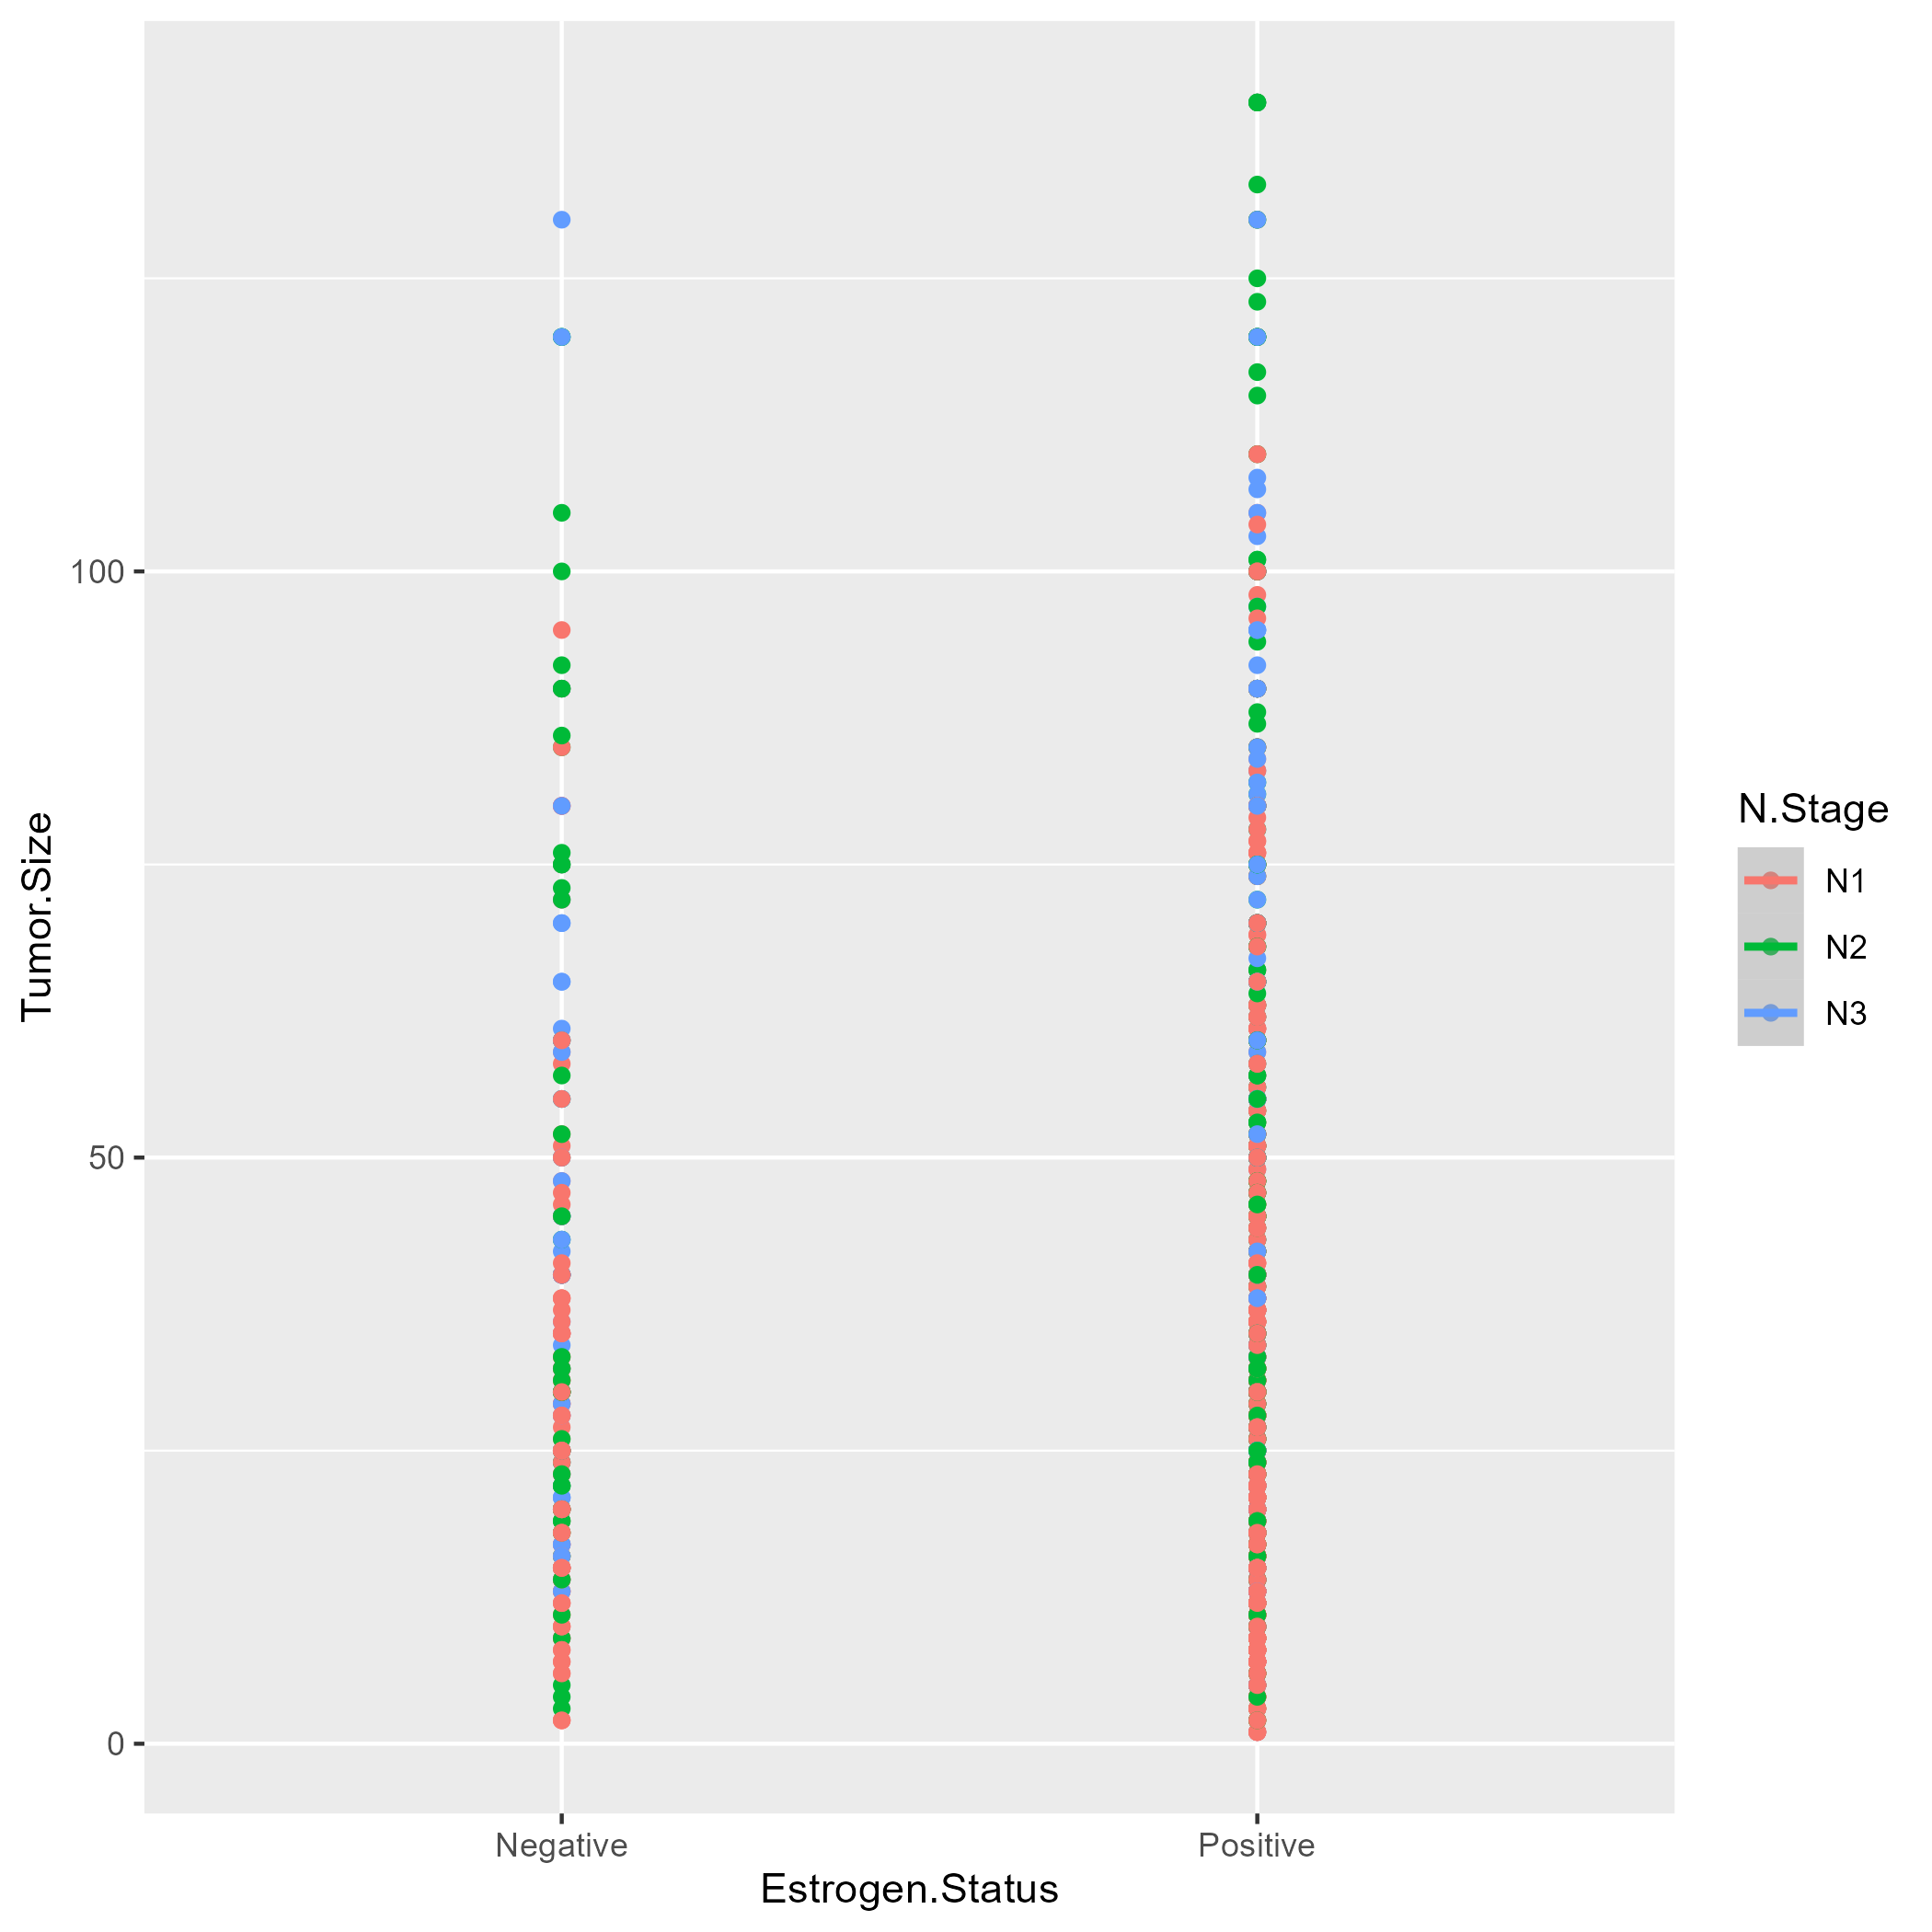 Tumor.Size
100
50
0
Negative
Positive
Estrogen.Status
N.Stage
N1
N2
N3